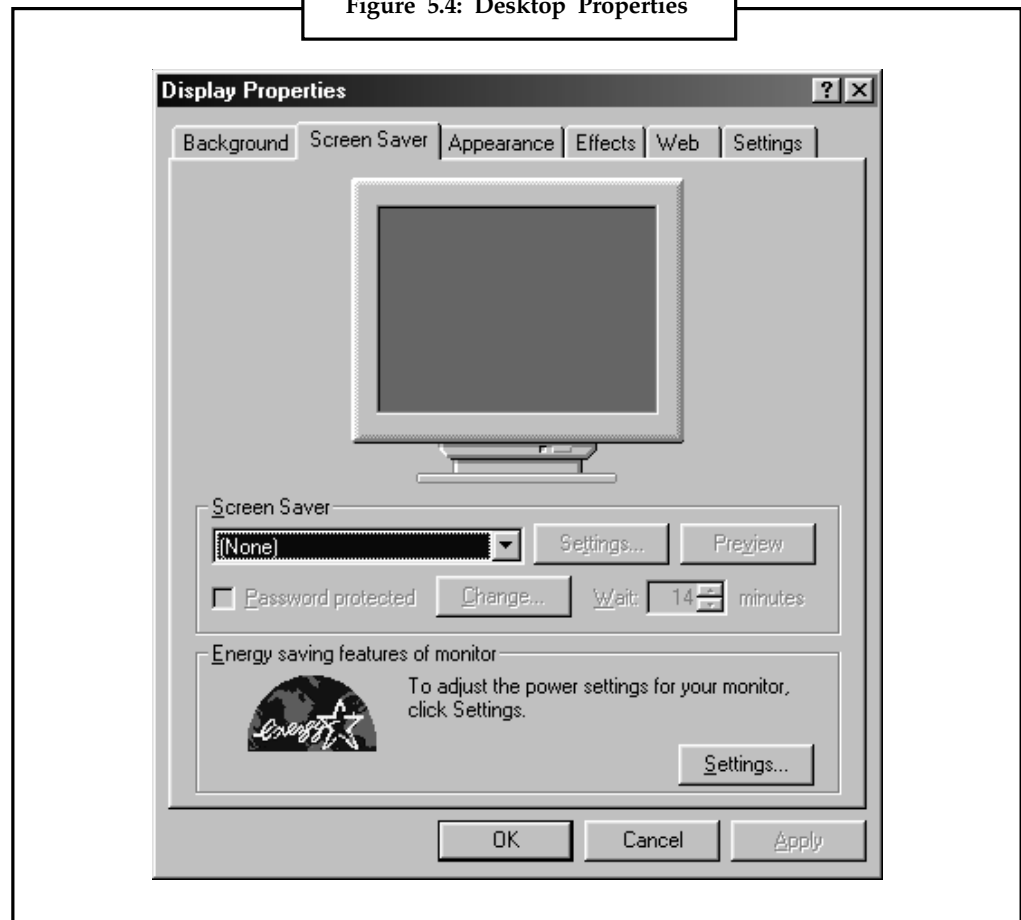 Figure 5.4: Desktop Properties
Display Properties
Background Screen Saver Appearance Effects Web Settings
Screen Saver
(None) Settings... Preview
Password protected Change... Wait: 14 minutes
Energy saving features of monitor
To adjust the power settings for your monitor,
click Settings.
energy
Settings...
OK Cancel Apply